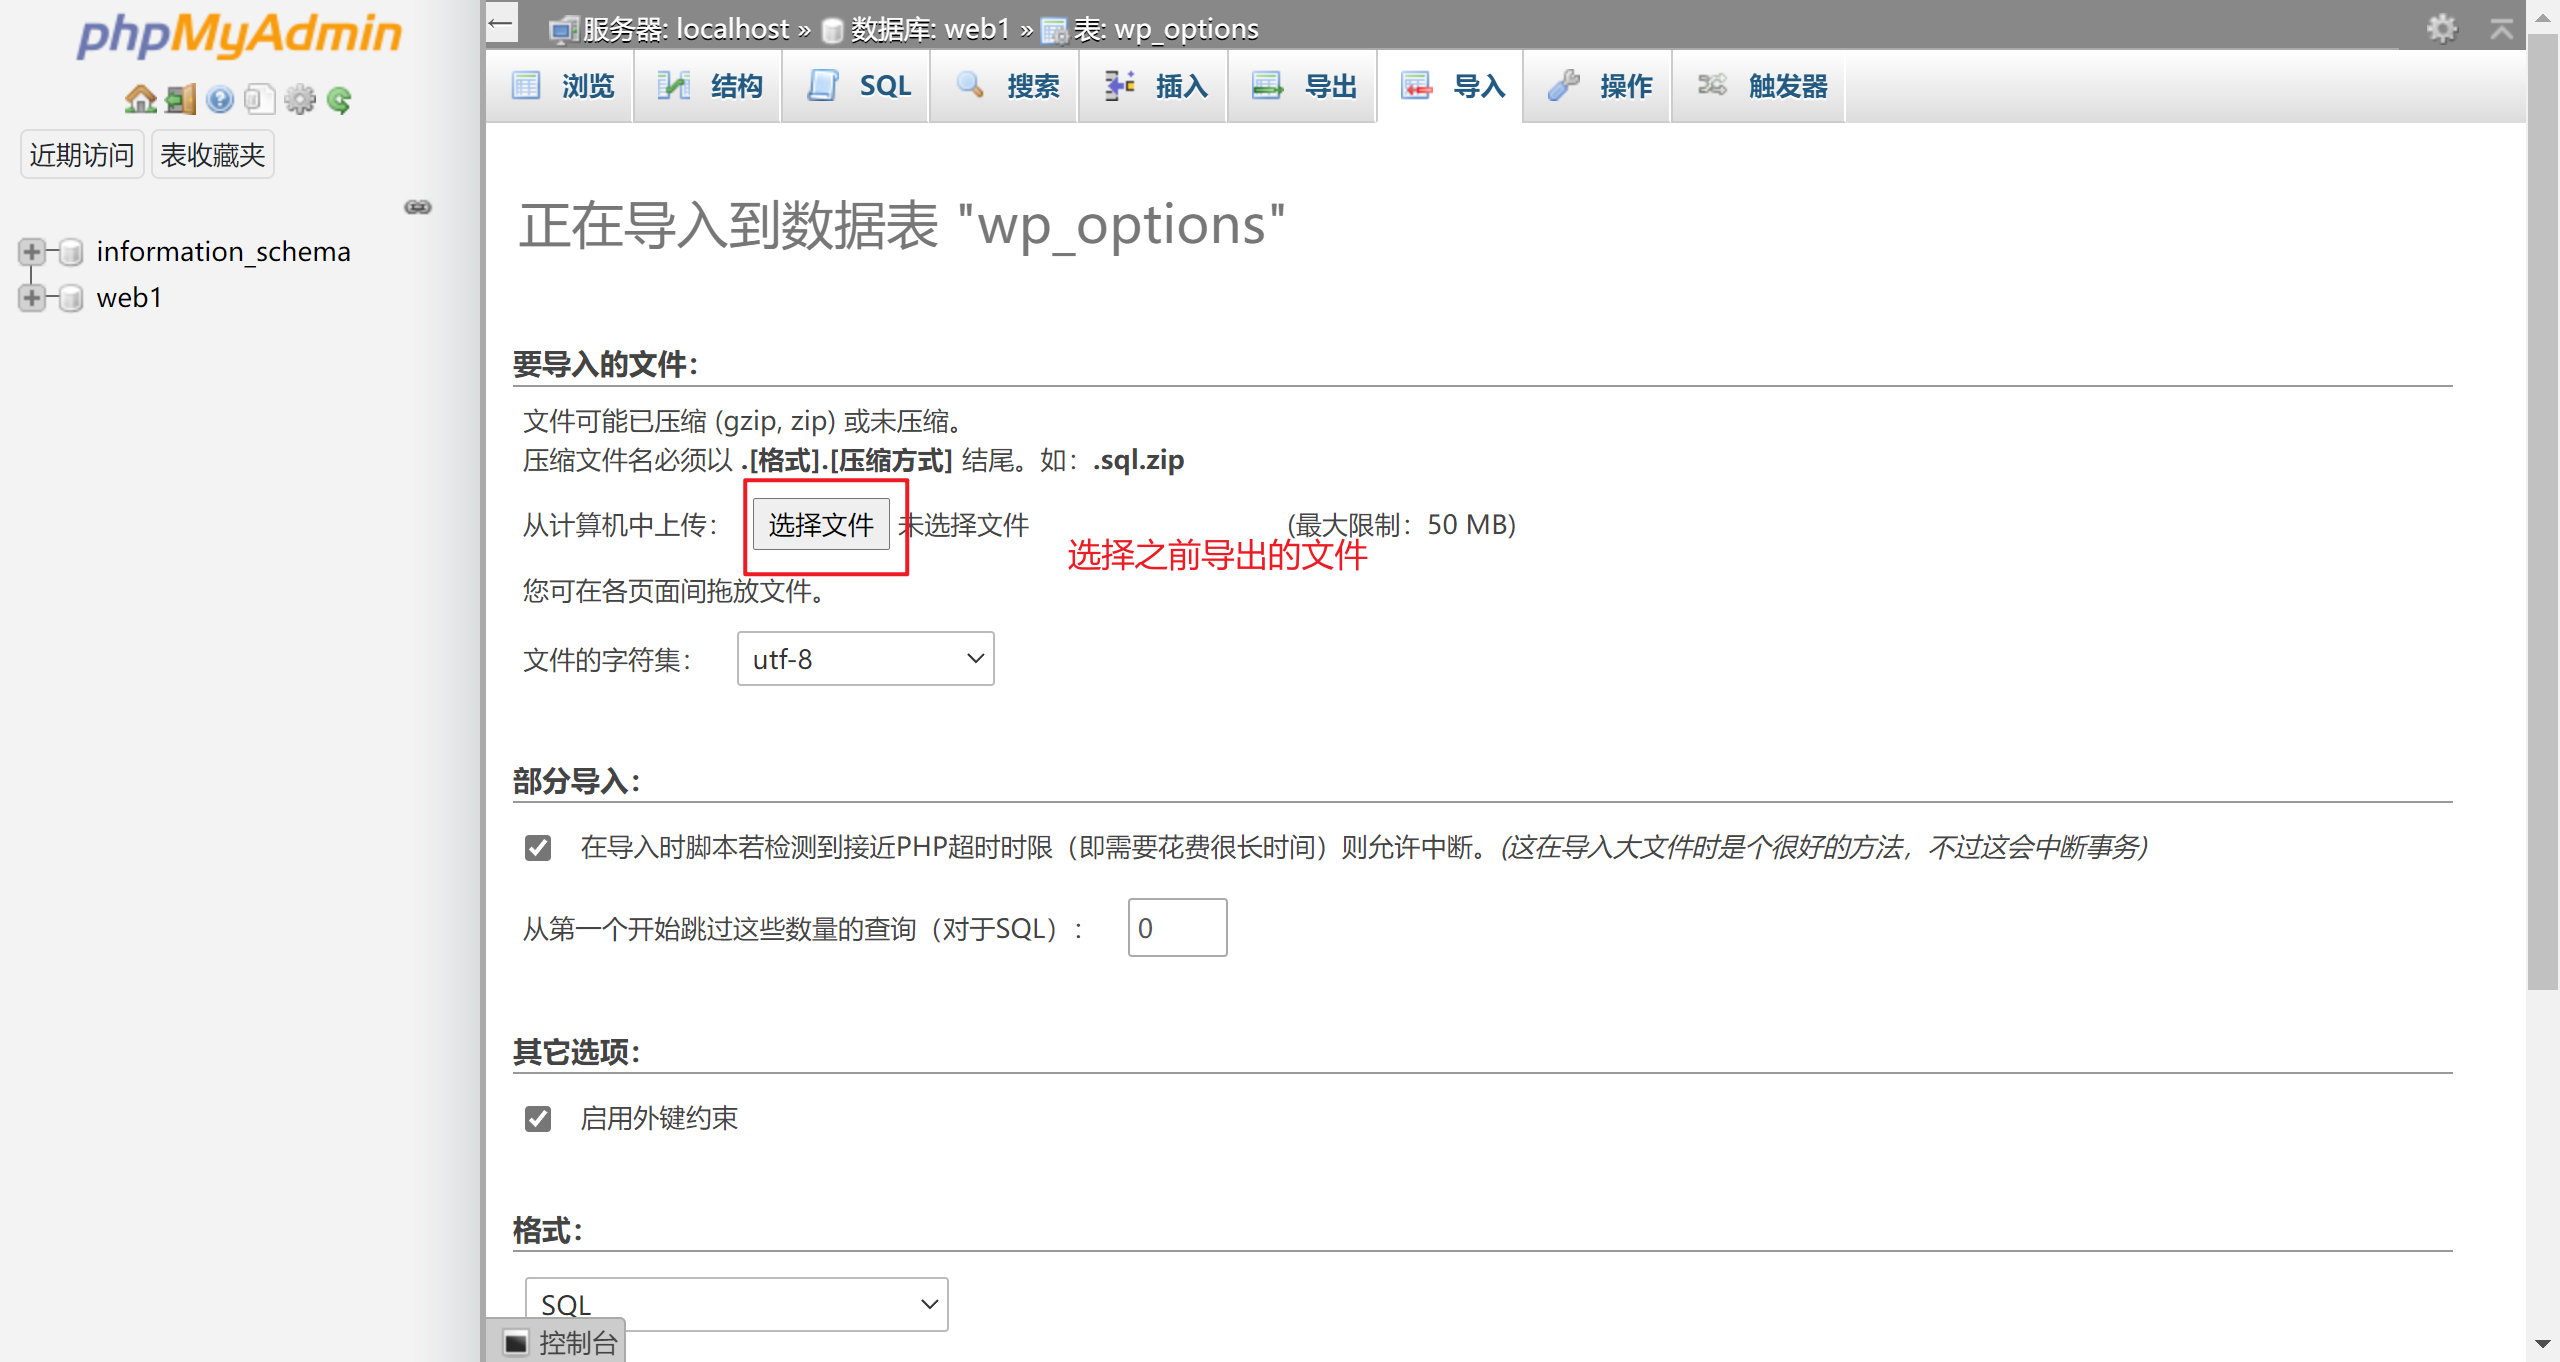 phpMyAdmin
近期访问 表收藏夹
information_schema
web1
服务器: localhost » 数据库: web1 » 表: wp_options
浏览 结构 SQL 搜索 插入 导出 导入 操作 触发器
正在导入到数据表 "wp_options"
要导入的文件：
文件可能已压缩 (gzip, zip) 或未压缩。
压缩文件名必须以 .[格式].[压缩方式] 结尾。如：.sql.zip
从计算机中上传： 选择文件 未选择文件 (最大限制：50 MB)
选择之前导出的文件
您可在各页面间拖放文件。
文件的字符集： utf-8
部分导入：
在导入时脚本若检测到接近PHP超时时限（即需要花费很长时间）则允许中断。(这在导入大文件时是个很好的方法，不过这会中断事务)
从第一个开始跳过这些数量的查询（对于SQL）： 0
其它选项：
启用外键约束
格式：
SQL
控制台